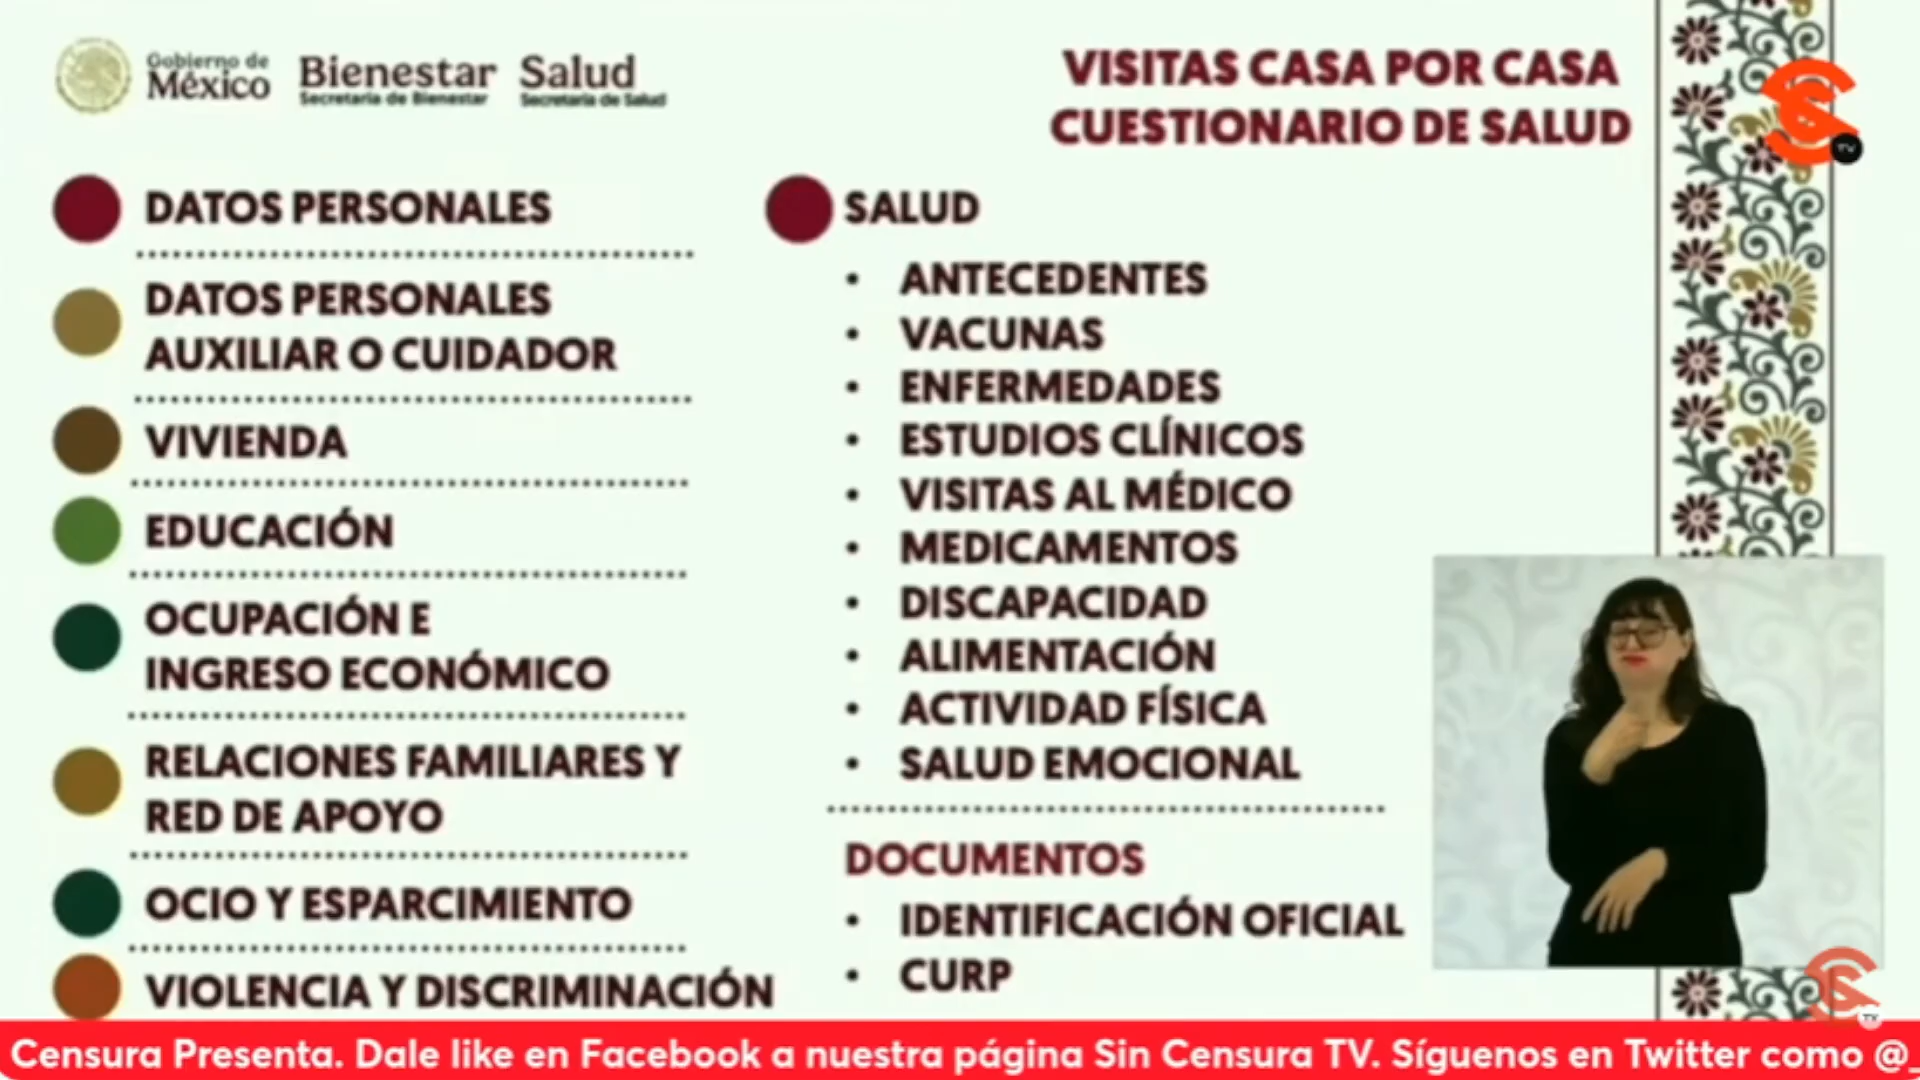 Gobierno de
México
Bienestar
Secretaría de Bienestar
Salud
Secretaría de Salud
VISITAS CASA POR CASA
CUESTIONARIO DE SALUD
TV
DATOS PERSONALES
DATOS PERSONALES
AUXILIAR O CUIDADOR
VIVIENDA
EDUCACIÓN
OCUPACIÓN E
INGRESO ECONÓMICO
RELACIONES FAMILIARES Y
RED DE APOYO
OCIO Y ESPARCIMIENTO
VIOLENCIA Y DISCRIMINACIÓN
SALUD
• ANTECEDENTES
• VACUNAS
• ENFERMEDADES
• ESTUDIOS CLÍNICOS
• VISITAS AL MÉDICO
• MEDICAMENTOS
• DISCAPACIDAD
• ALIMENTACIÓN
• ACTIVIDAD FÍSICA
• SALUD EMOCIONAL
DOCUMENTOS
• IDENTIFICACIÓN OFICIAL
• CURP
TV
Censura Presenta. Dale like en Facebook a nuestra página Sin Censura TV. Síguenos en Twitter como @_